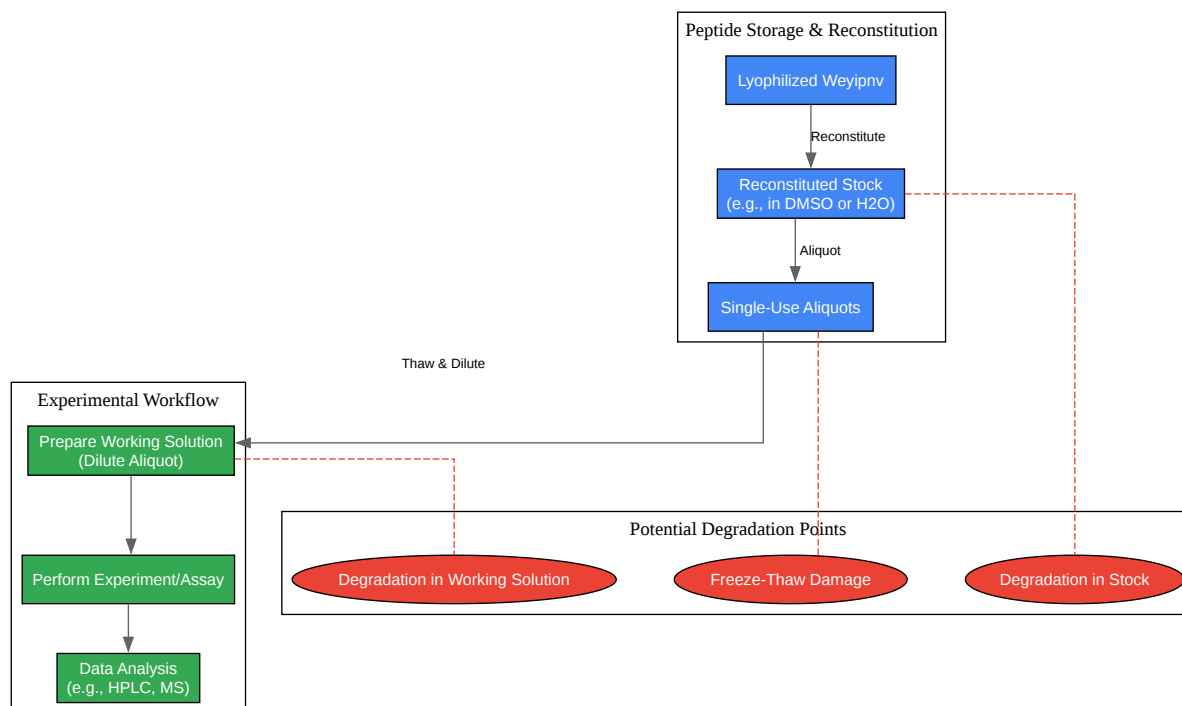 Peptide Storage & Reconstitution
Lyophilized Weyipnv
Reconstitute
Reconstituted Stock
(e.g., in DMSO or H2O)
Aliquot
Single-Use Aliquots
Thaw & Dilute
Experimental Workflow
Prepare Working Solution
(Dilute Aliquot)
Perform Experiment/Assay
Data Analysis
(e.g., HPLC, MS)
Potential Degradation Points
Degradation in Working Solution
Freeze-Thaw Damage
Degradation in Stock